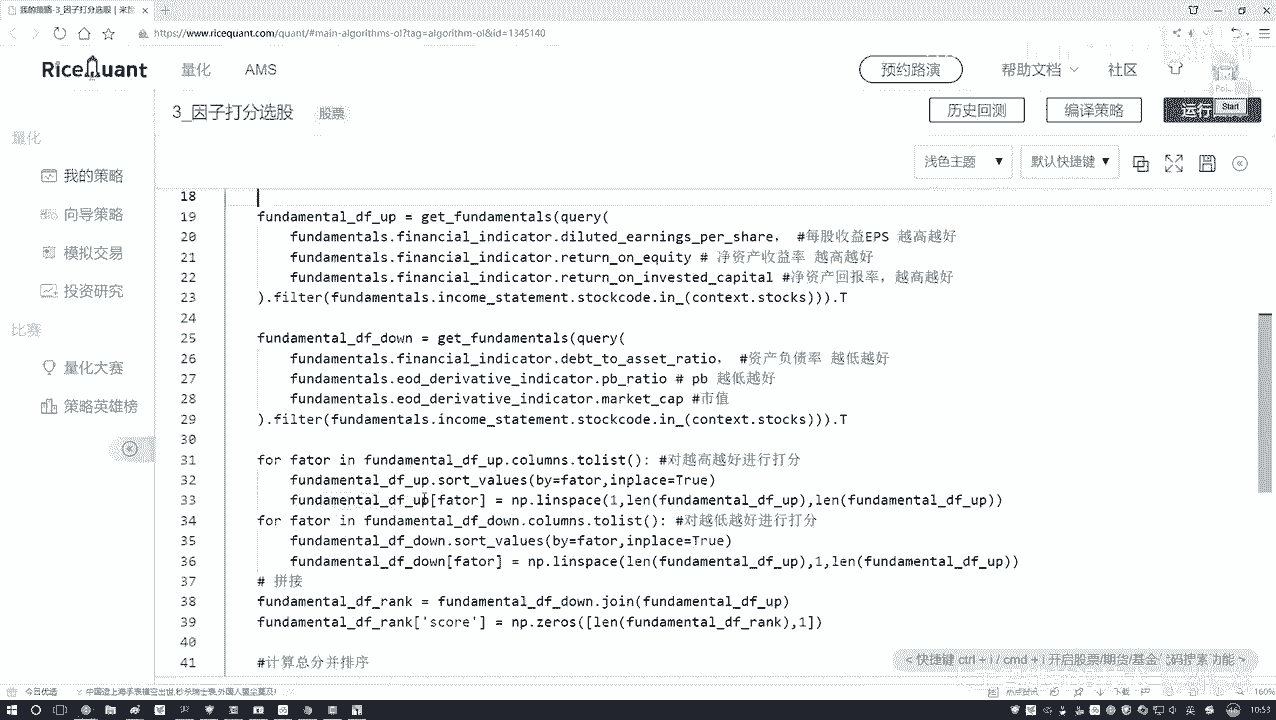 我的策略-3_因子打分选股
https://www.ricequant.com/quant/#main-algorithms-ol?tag=algorithm-ol&id=1345140
RiceQuant 量化 AMS 预约路演 帮助文档 社区
3_因子打分选股 股票 历史回测 编译策略 运行 Start
量化
我的策略
向导策略
模拟交易
投资研究
比赛
量化大赛
策略英雄榜
浅色主题 默认快捷键
18
19 fundamental_df_up = get_fundamentals(query(
20 fundamentals.financial_indicator.diluted_earnings_per_share, #每股收益EPS 越高越好
21 fundamentals.financial_indicator.return_on_equity # 净资产收益率 越高越好
22 fundamentals.financial_indicator.return_on_invested_capital #净资产回报率，越高越好
23 ).filter(fundamentals.income_statement.stockcode.in_(context.stocks))).T
24
25 fundamental_df_down = get_fundamentals(query(
26 fundamentals.financial_indicator.debt_to_asset_ratio, #资产负债率 越低越好
27 fundamentals.eod_derivative_indicator.pb_ratio # pb 越低越好
28 fundamentals.eod_derivative_indicator.market_cap #市值
29 ).filter(fundamentals.income_statement.stockcode.in_(context.stocks))).T
30
31 for fator in fundamental_df_up.columns.tolist(): #对越高越好进行打分
32 fundamental_df_up.sort_values(by=fator,inplace=True)
33 fundamental_df_up[fator] = np.linspace(1,len(fundamental_df_up),len(fundamental_df_up))
34 for fator in fundamental_df_down.columns.tolist(): #对越低越好进行打分
35 fundamental_df_down.sort_values(by=fator,inplace=True)
36 fundamental_df_down[fator] = np.linspace(len(fundamental_df_up),1,len(fundamental_df_up))
37 # 拼接
38 fundamental_df_rank = fundamental_df_down.join(fundamental_df_up)
39 fundamental_df_rank['score'] = np.zeros([len(fundamental_df_rank),1])
40
41 #计算总分并排序
< 快捷键 ctrl + i / cmd + i 开启股票/期货/基金 代码搜索 功能 >
今日优选
160%
英 10:53